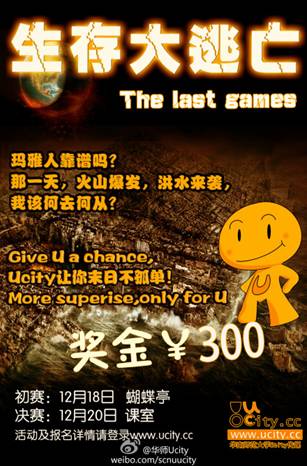 生存大逃亡
The last games
玛雅人靠谱吗?
那一天，火山爆发，洪水来袭，
我该何去何从?
Give U a chance,
Ucity让你末日不孤单!
More superise,only for U
奖金￥300
初赛：12月18日 蝴蝶亭
决赛：12月20日 课室
活动及报名详情请登录www.ucity.cc
UCity.cc
@华师Ucity
weibo.com/scnuucity